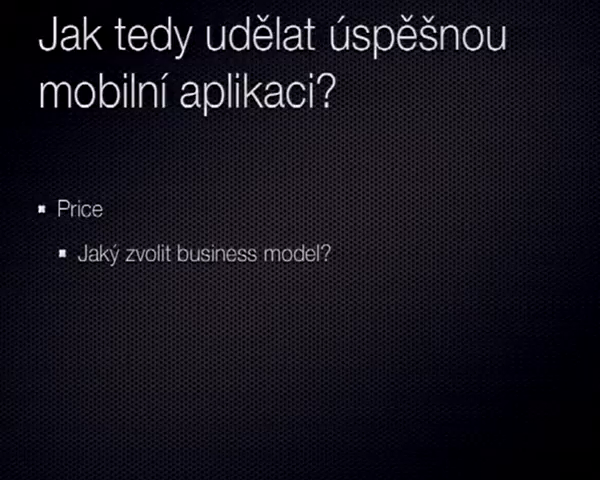 Jak tedy udělat úspěšnou
mobilní aplikaci?
Price
Jaký zvolit business model?